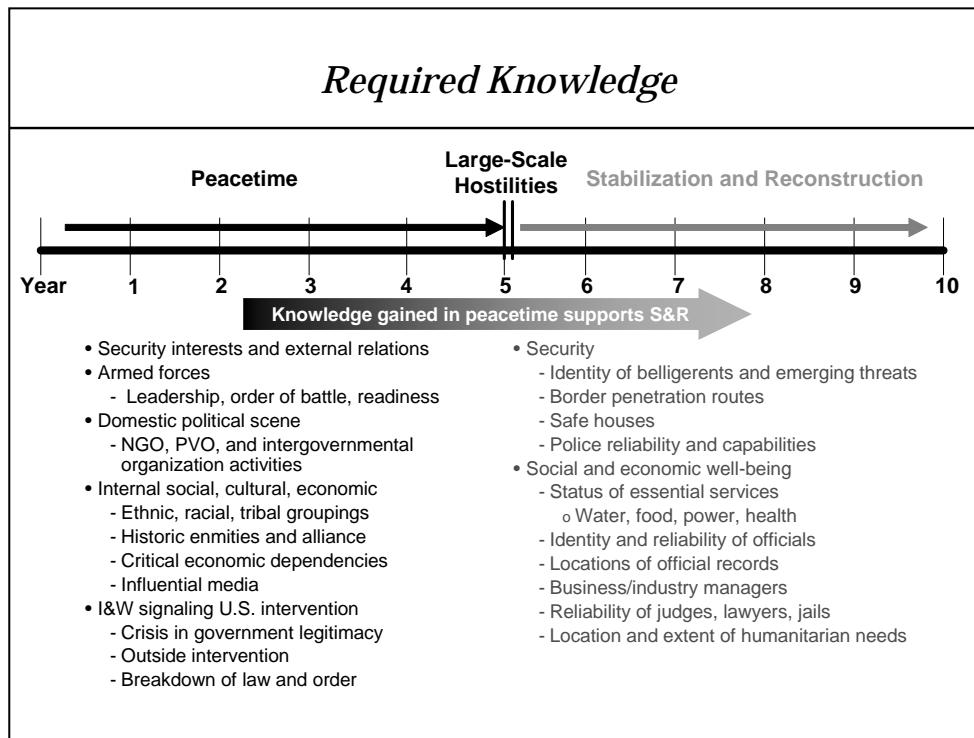 Required Knowledge
Peacetime
Large-Scale
Hostilities
Stabilization and Reconstruction
Year 1 2 3 4 5 6 7 8 9 10
Knowledge gained in peacetime supports S&R
• Security interests and external relations
• Armed forces
- Leadership, order of battle, readiness
• Domestic political scene
- NGO, PVO, and intergovernmental
organization activities
• Internal social, cultural, economic
- Ethnic, racial, tribal groupings
- Historic enmities and alliance
- Critical economic dependencies
- Influential media
• I&W signaling U.S. intervention
- Crisis in government legitimacy
- Outside intervention
- Breakdown of law and order
• Security
- Identity of belligerents and emerging threats
- Border penetration routes
- Safe houses
- Police reliability and capabilities
• Social and economic well-being
- Status of essential services
o Water, food, power, health
- Identity and reliability of officials
- Locations of official records
- Business/industry managers
- Reliability of judges, lawyers, jails
- Location and extent of humanitarian needs